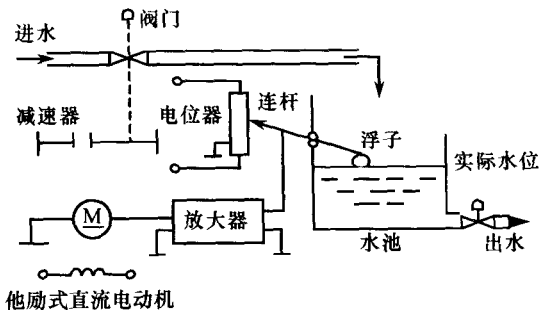 阀门
进水
减速器
电位器
连杆
浮子
实际水位
M
放大器
水池
出水
他励式直流电动机